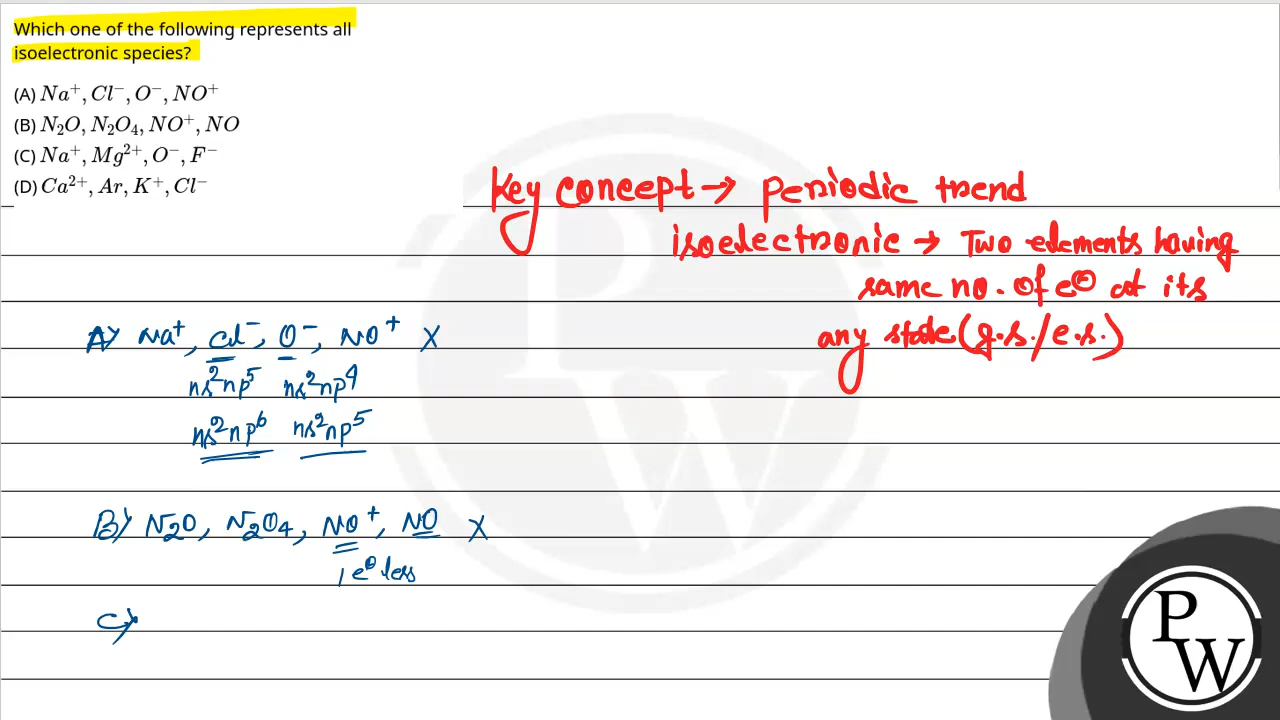 Which one of the following represents all
isoelectronic species?
(A) Na⁺, Cl⁻, O⁻, NO⁺
(B) N₂O, N₂O₄, NO⁺, NO
(C) Na⁺, Mg²⁺, O⁻, F⁻
(D) Ca²⁺, Ar, K⁺, Cl⁻
Key concept → periodic trend
isoelectronic → Two elements having
same no. of e⊖ at its
any state (g.s./e.s.)
A) Na⁺, Cl⁻, O⁻, NO⁺ X
ns²np⁵ ns²np⁴
ns²np⁶ ns²np⁵
B) N₂O, N₂O₄, NO⁺, NO X
1 e⊖ less
C)
P
W